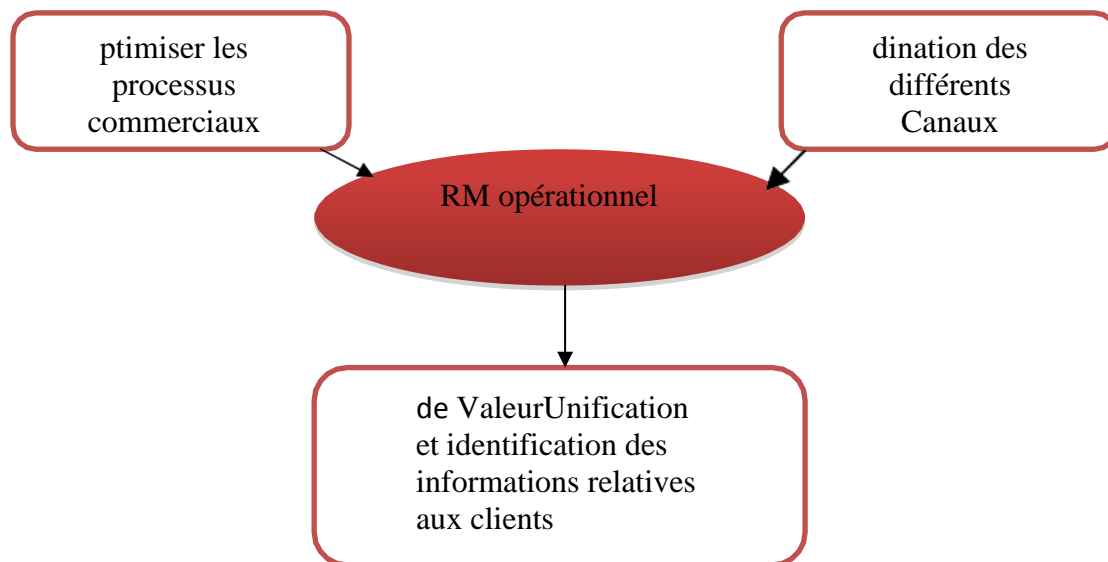 ptimiser les
processus
commerciaux
dination des
différents
Canaux
RM opérationnel
de ValeurUnification
et identification des
informations relatives
aux clients